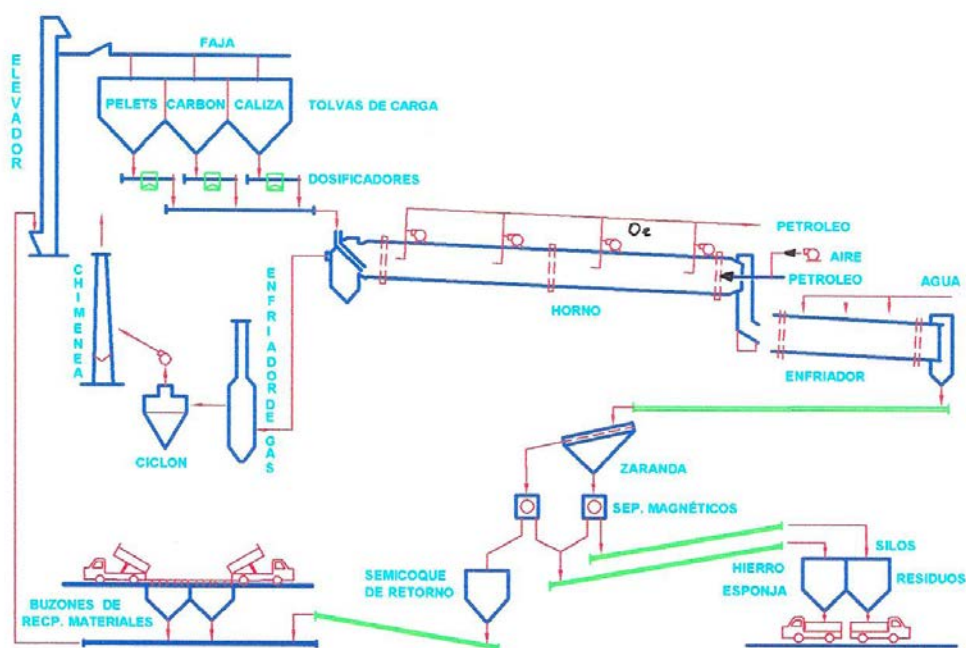 ELEVADOR
FAJA
PELETS
CARBON
CALIZA
TOLVAS DE CARGA
DOSIFICADORES
PETROLEO
AIRE
PETROLEO
AGUA
HORNO
ENFRIADOR
CHIMENEA
ENFRIADOR DE GAS
CICLON
ZARANDA
SEP. MAGNÉTICOS
SEMICOQUE
DE RETORNO
SILOS
HIERRO
ESPONJA
RESIDUOS
BUZONES DE
RECP. MATERIALES